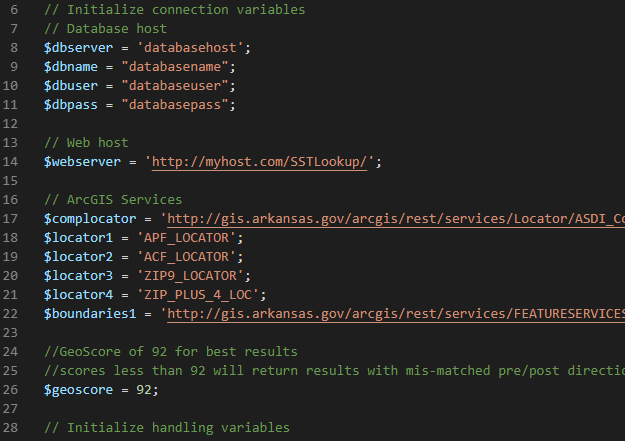 6 // Initialize connection variables
7 // Database host
8 $dbserver = 'databasehost';
9 $dbname = "databasename";
10 $dbuser = "databaseuser";
11 $dbpass = "databasepass";
12
13 // Web host
14 $webserver = 'http://myhost.com/SSTLookup/';
15
16 // ArcGIS Services
17 $complocator = 'http://gis.arkansas.gov/arcgis/rest/services/Locator/ASDI_Co
18 $locator1 = 'APF_LOCATOR';
19 $locator2 = 'ACF_LOCATOR';
20 $locator3 = 'ZIP9_LOCATOR';
21 $locator4 = 'ZIP_PLUS_4_LOC';
22 $boundaries1 = 'http://gis.arkansas.gov/arcgis/rest/services/FEATURESERVICES
23
24 //GeoScore of 92 for best results
25 //scores less than 92 will return results with mis-matched pre/post directio
26 $geoscore = 92;
27
28 // Initialize handling variables